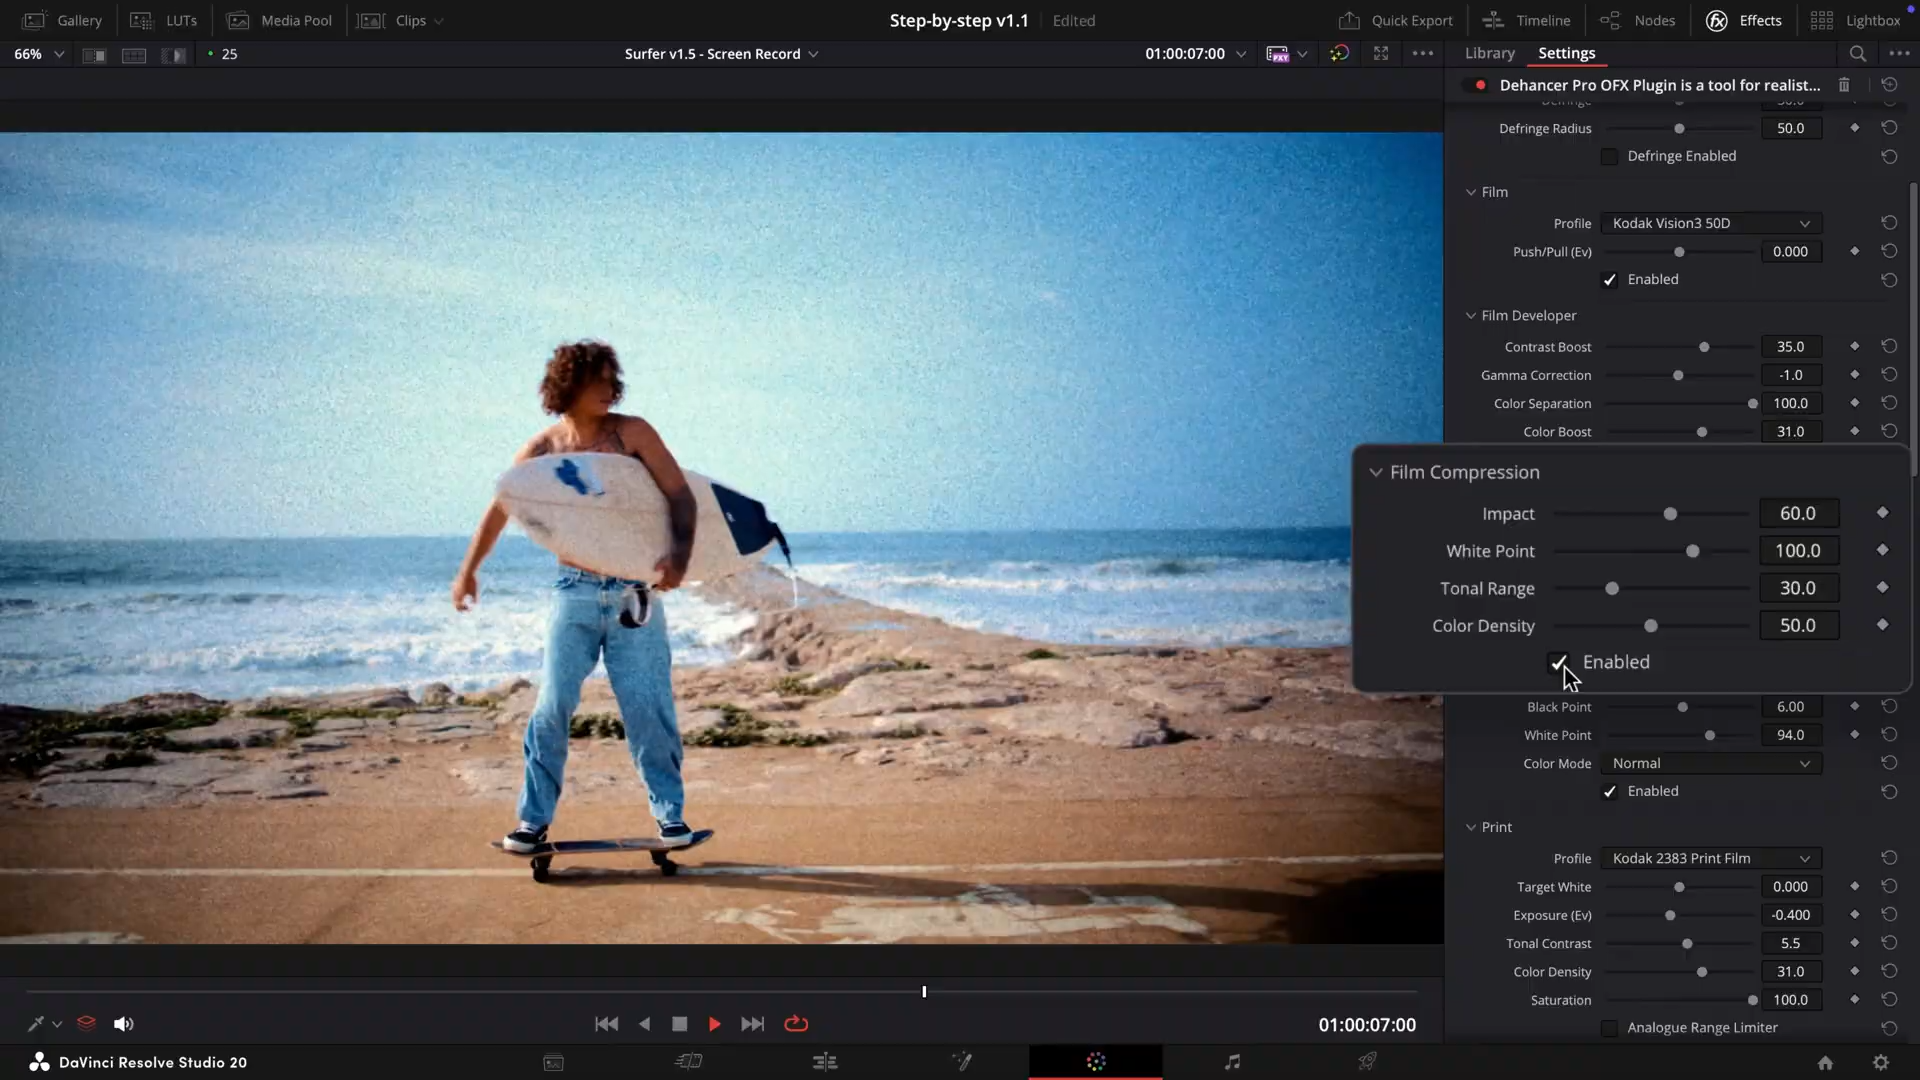 Gallery LUTs Media Pool Clips Step-by-step v1.1 Edited Quick Export Timeline Nodes Effects Lightbox
66% 25 Surfer v1.5 - Screen Record 01:00:07:00 PXY Library Settings
Dehancer Pro OFX Plugin is a tool for realist...
Defringe Radius 50.0
Defringe Enabled
Film
Profile Kodak Vision3 50D
Push/Pull (Ev) 0.000
Enabled
Film Developer
Contrast Boost 35.0
Gamma Correction -1.0
Color Separation 100.0
Color Boost 31.0
Film Compression
Impact 60.0
White Point 100.0
Tonal Range 30.0
Color Density 50.0
Enabled
Black Point 6.00
White Point 94.0
Color Mode Normal
Enabled
Print
Profile Kodak 2383 Print Film
Target White 0.000
Exposure (Ev) -0.400
Tonal Contrast 5.5
Color Density 31.0
Saturation 100.0
Analogue Range Limiter
01:00:07:00
DaVinci Resolve Studio 20